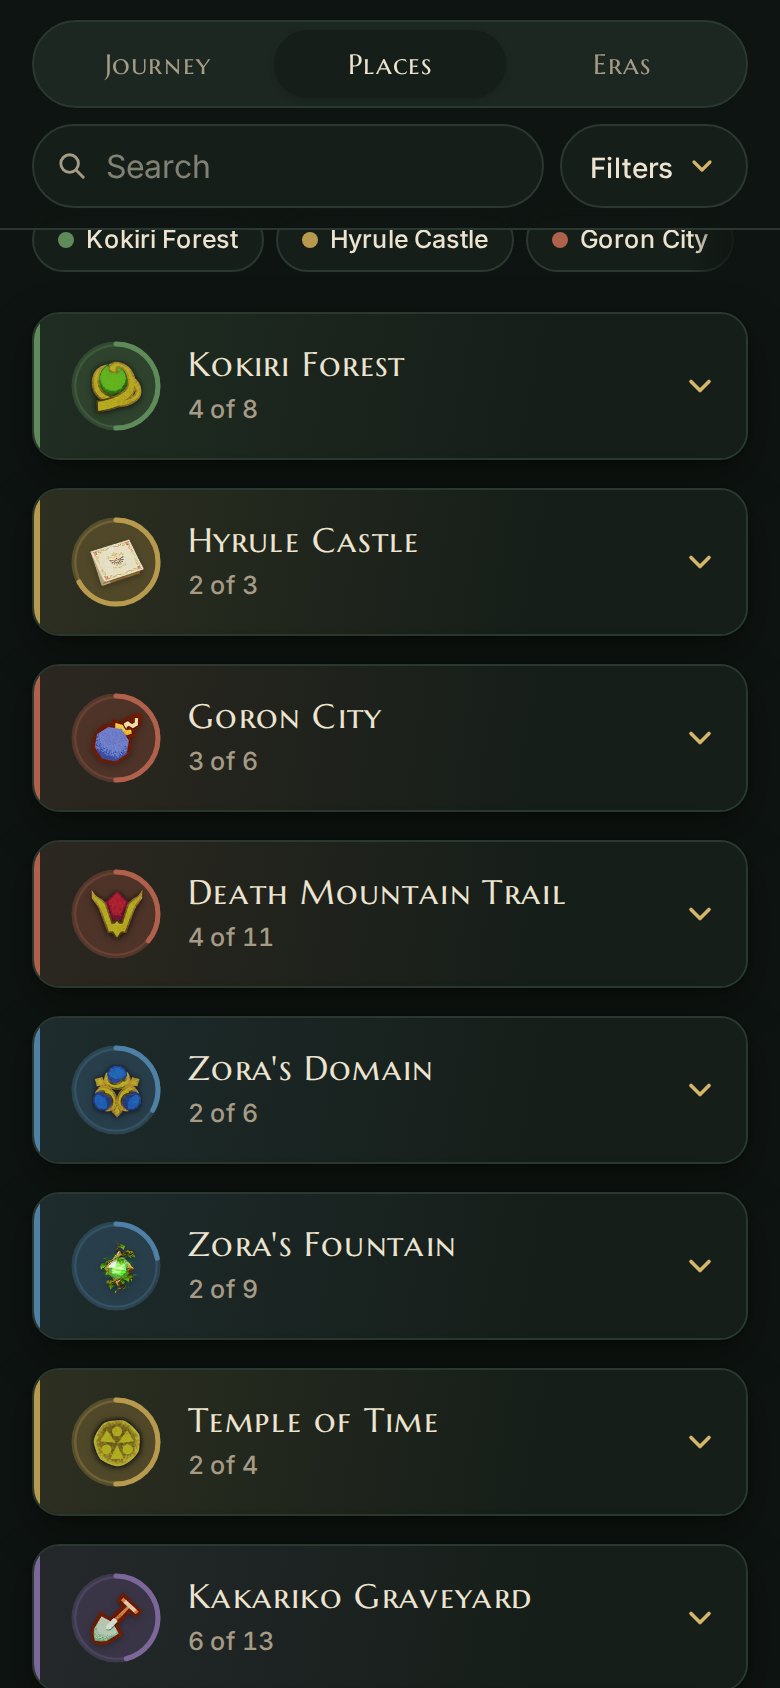 Journey
Places
Eras
Search
Filters
Kokiri Forest
Hyrule Castle
Goron City
Kokiri Forest
4 of 8
Hyrule Castle
2 of 3
Goron City
3 of 6
Death Mountain Trail
4 of 11
Zora's Domain
2 of 6
Zora's Fountain
2 of 9
Temple of Time
2 of 4
Kakariko Graveyard
6 of 13